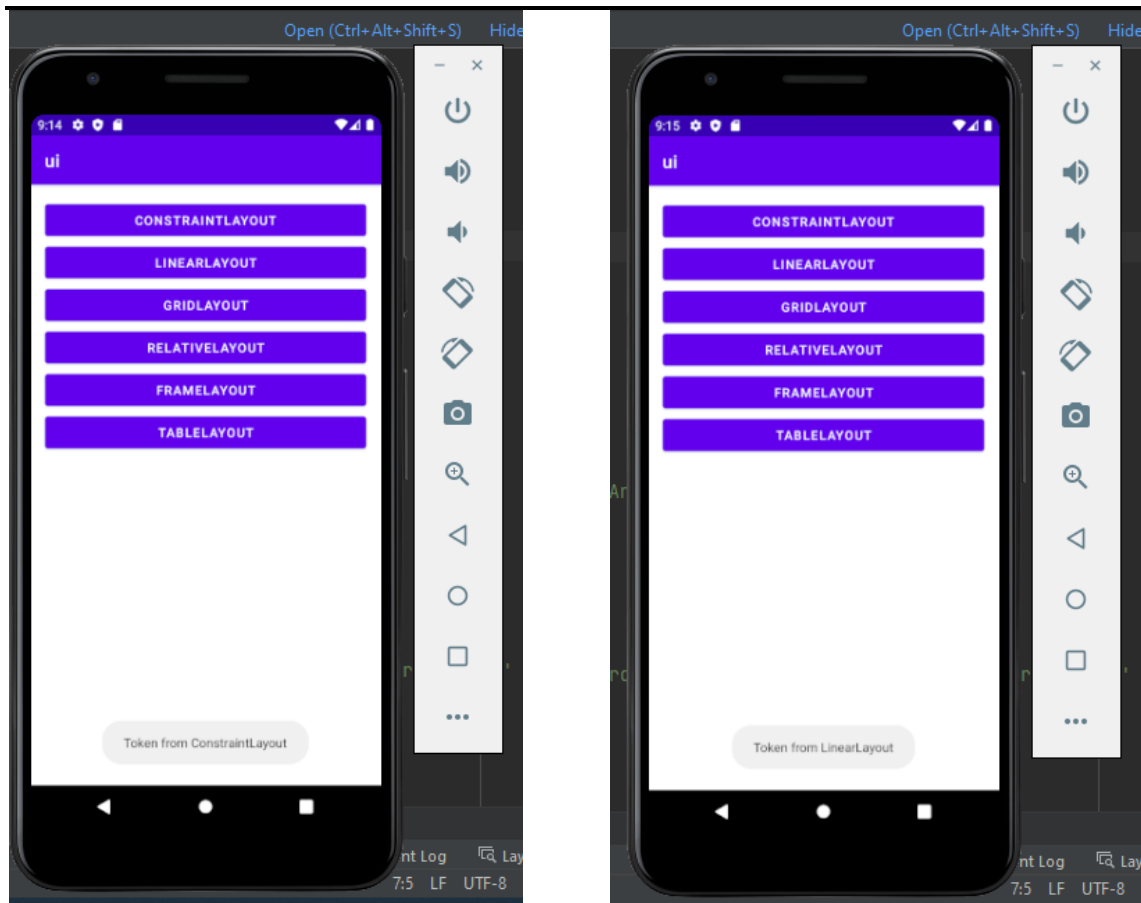 Open (Ctrl+Alt+Shift+S) Hide
9:14
ui
CONSTRAINTLAYOUT
LINEARLAYOUT
GRIDLAYOUT
RELATIVELAYOUT
FRAMELAYOUT
TABLELAYOUT
Token from ConstraintLayout
r '
nt Log Lay
7:5 LF UTF-8
Open (Ctrl+Alt+Shift+S) Hide
9:15
ui
CONSTRAINTLAYOUT
LINEARLAYOUT
GRIDLAYOUT
RELATIVELAYOUT
FRAMELAYOUT
TABLELAYOUT
Ar
r '
Token from LinearLayout
nt Log Lay
7:5 LF UTF-8